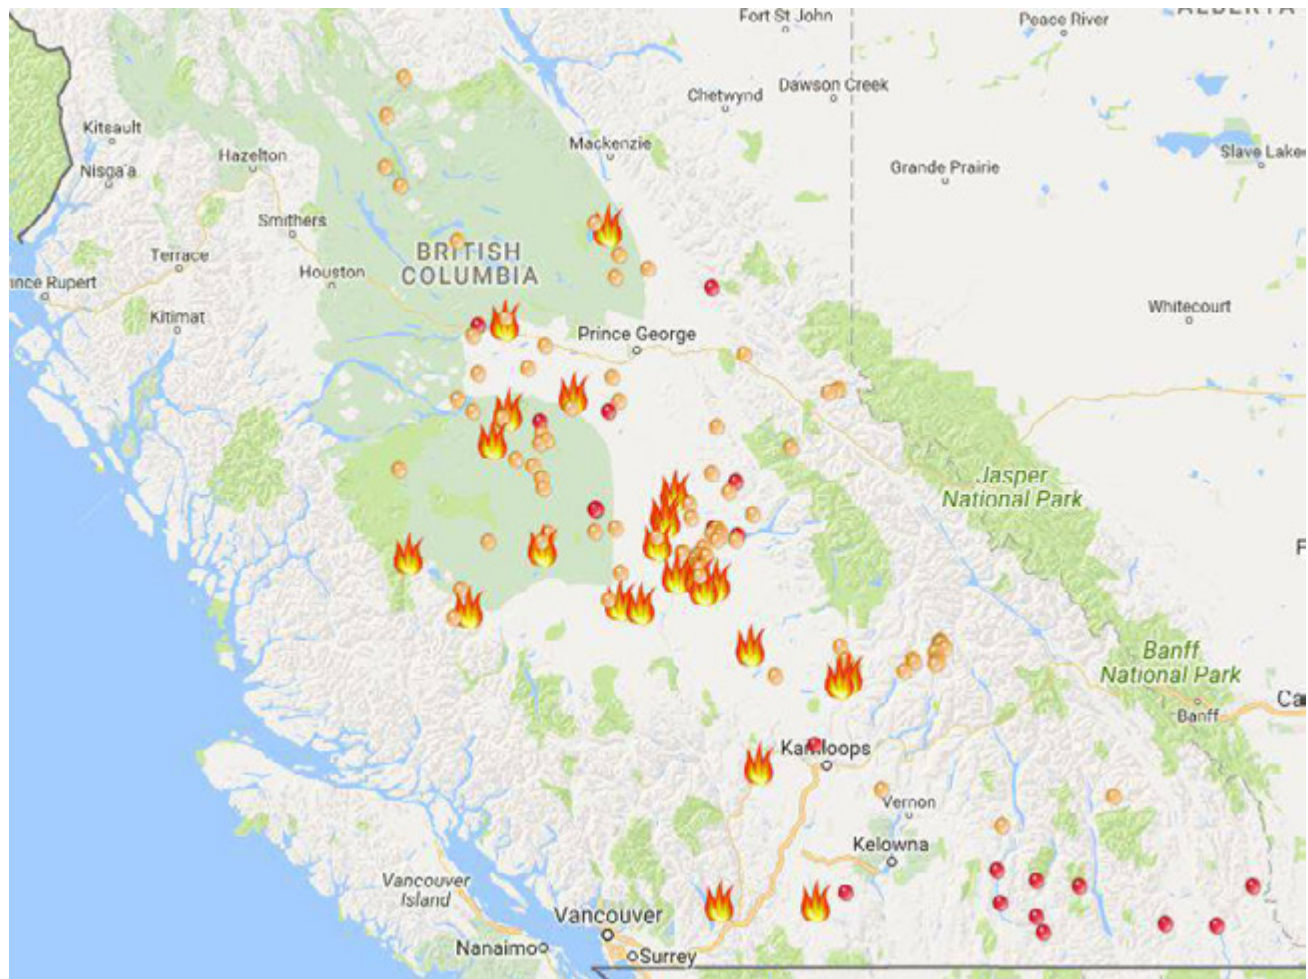 Fort St John
Peace River
Chetwynd
Dawson Creek
Kitsault
Hazelton
Mackenzie
Slave Lake
Nisga'a
Grande Prairie
Smithers
Terrace
BRITISH
COLUMBIA
Houston
nce Rupert
Whitecourt
Kitimat
Prince George
Jasper
National Park
F
Banff
National Park
Ca
Banff
Kamloops
Vernon
Kelowna
Vancouver
Island
Vancouver
Nanaimo
Surrey